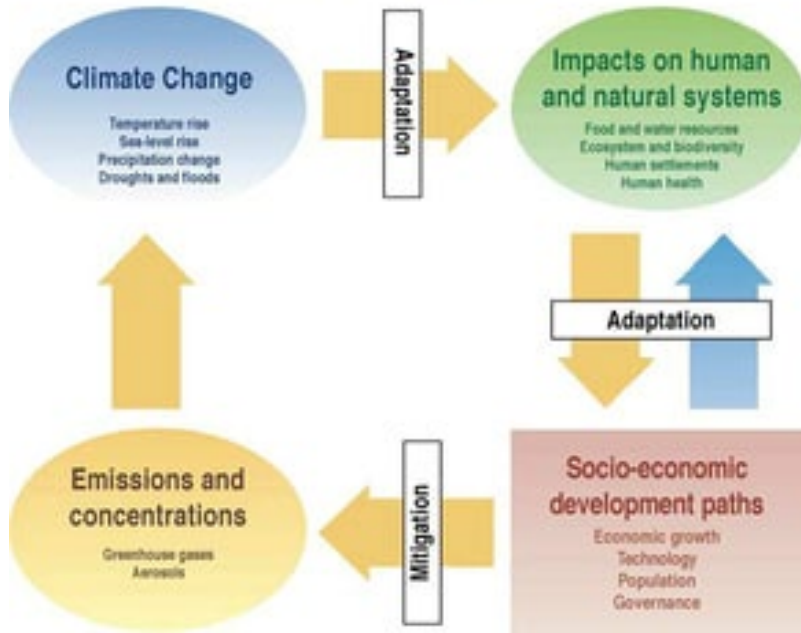 Climate Change
Temperature rise
Sea-level rise
Precipitation change
Droughts and floods
Adaptation
Impacts on human
and natural systems
Food and water resources
Ecosystem and biodiversity
Human settlements
Human health
Adaptation
Emissions and
concentrations
Greenhouse gases
Aerosols
Mitigation
Socio-economic
development paths
Economic growth
Technology
Population
Governance